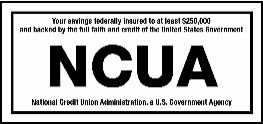 Your savings federally insured to at least $250,000
and backed by the full faith and credit of the United States Government
NCUA
National Credit Union Administration, a U.S. Government Agency